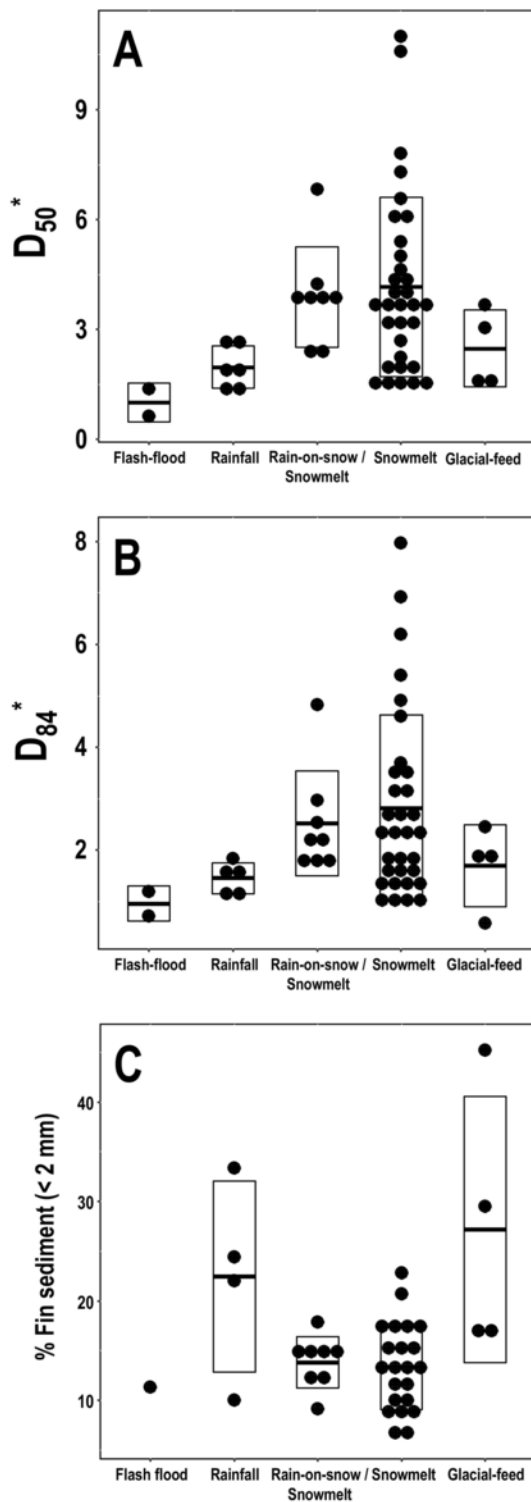 A
D50*
9
6
3
0
Flash-flood Rainfall Rain-on-snow / Snowmelt Glacial-feed
Snowmelt
B
D84*
8
6
4
2
Flash-flood Rainfall Rain-on-snow / Snowmelt Glacial-feed
Snowmelt
C
% Fin sediment (< 2 mm)
40
30
20
10
Flash flood Rainfall Rain-on-snow / Snowmelt Glacial-feed
Snowmelt